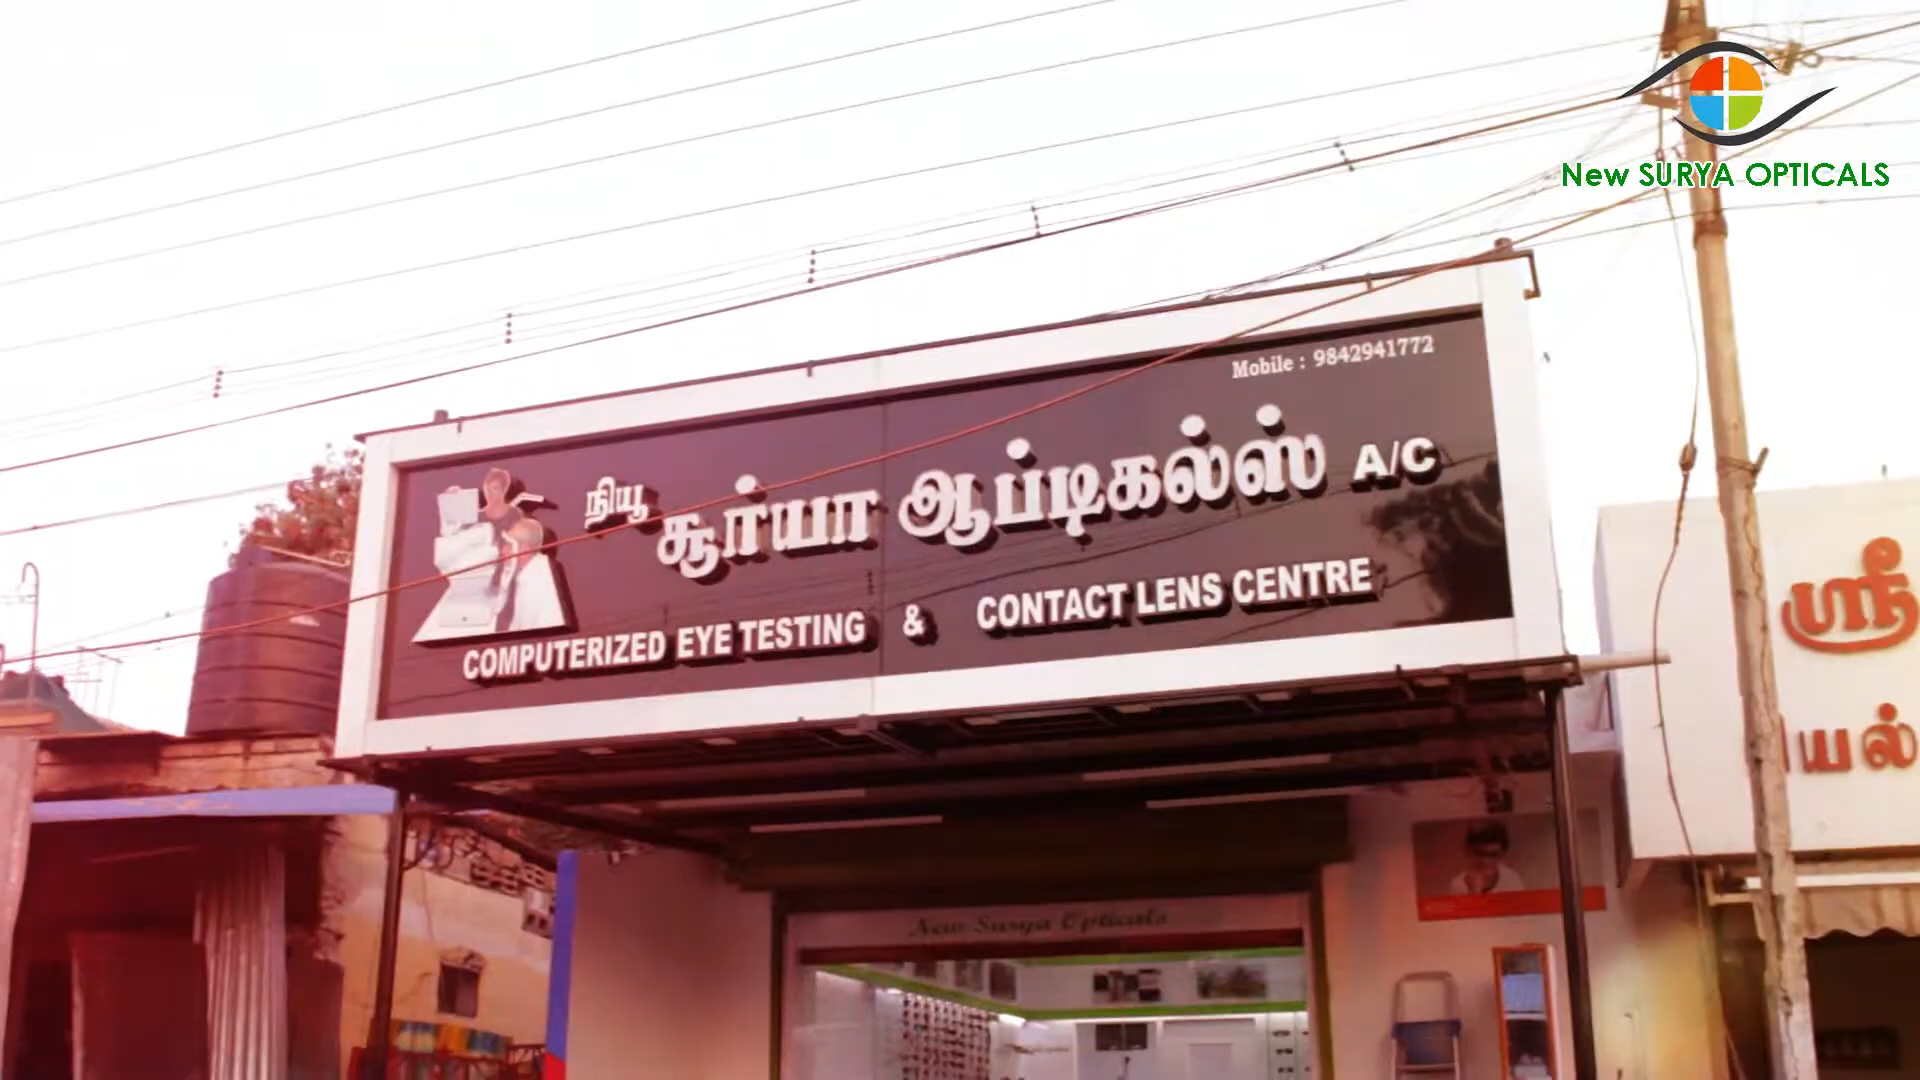 New SURYA OPTICALS
Mobile : 9842941772
நியூ சூர்யா ஆப்டிகல்ஸ் A/C
COMPUTERIZED EYE TESTING & CONTACT LENS CENTRE
ஸ்ரீ
யல்
New Surya Opticals